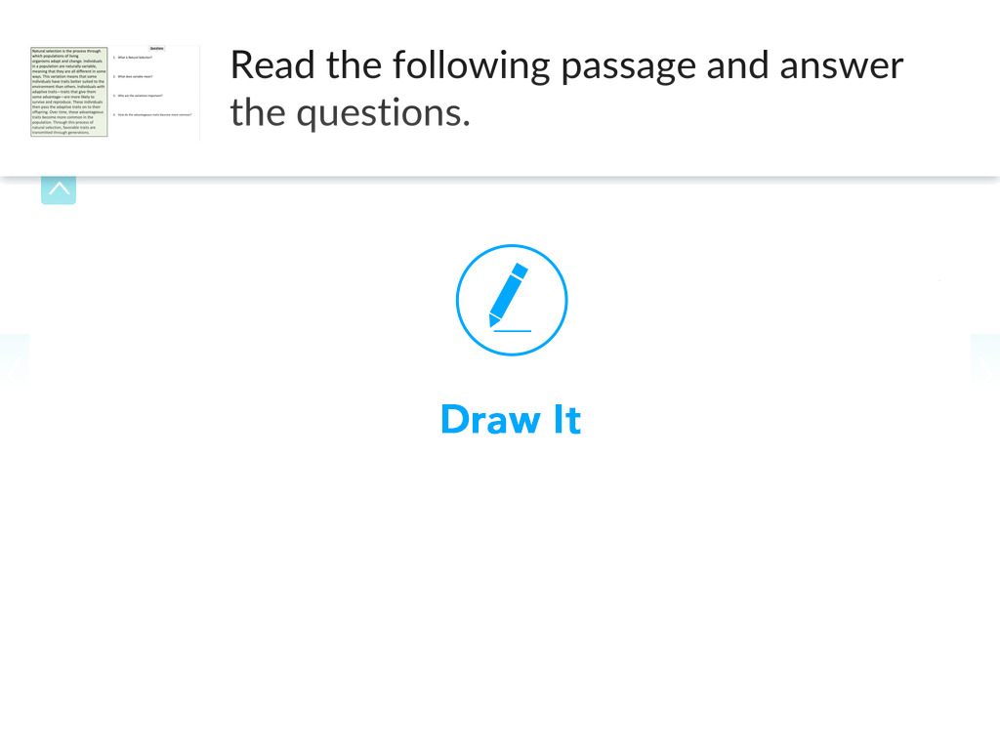 Natural selection is the process through
which populations of living
organisms adapt and change. Individuals
in a population are naturally variable,
meaning that they are all different in some
ways. This variation means that some
individuals have traits better suited to the
environment than others. Individuals with
adaptive traits—traits that give them
some advantage—are more likely to
survive and reproduce. These individuals
then pass the adaptive traits on to their
offspring. Over time, these advantageous
traits become more common in the
population. Through this process of
natural selection, favorable traits are
transmitted through generations.
Questions
1. What is Natural Selection?
2. What does variable mean?
3. Why are the variations important?
4. How do the advantageous traits become more common?
Read the following passage and answer
the questions.
Draw It